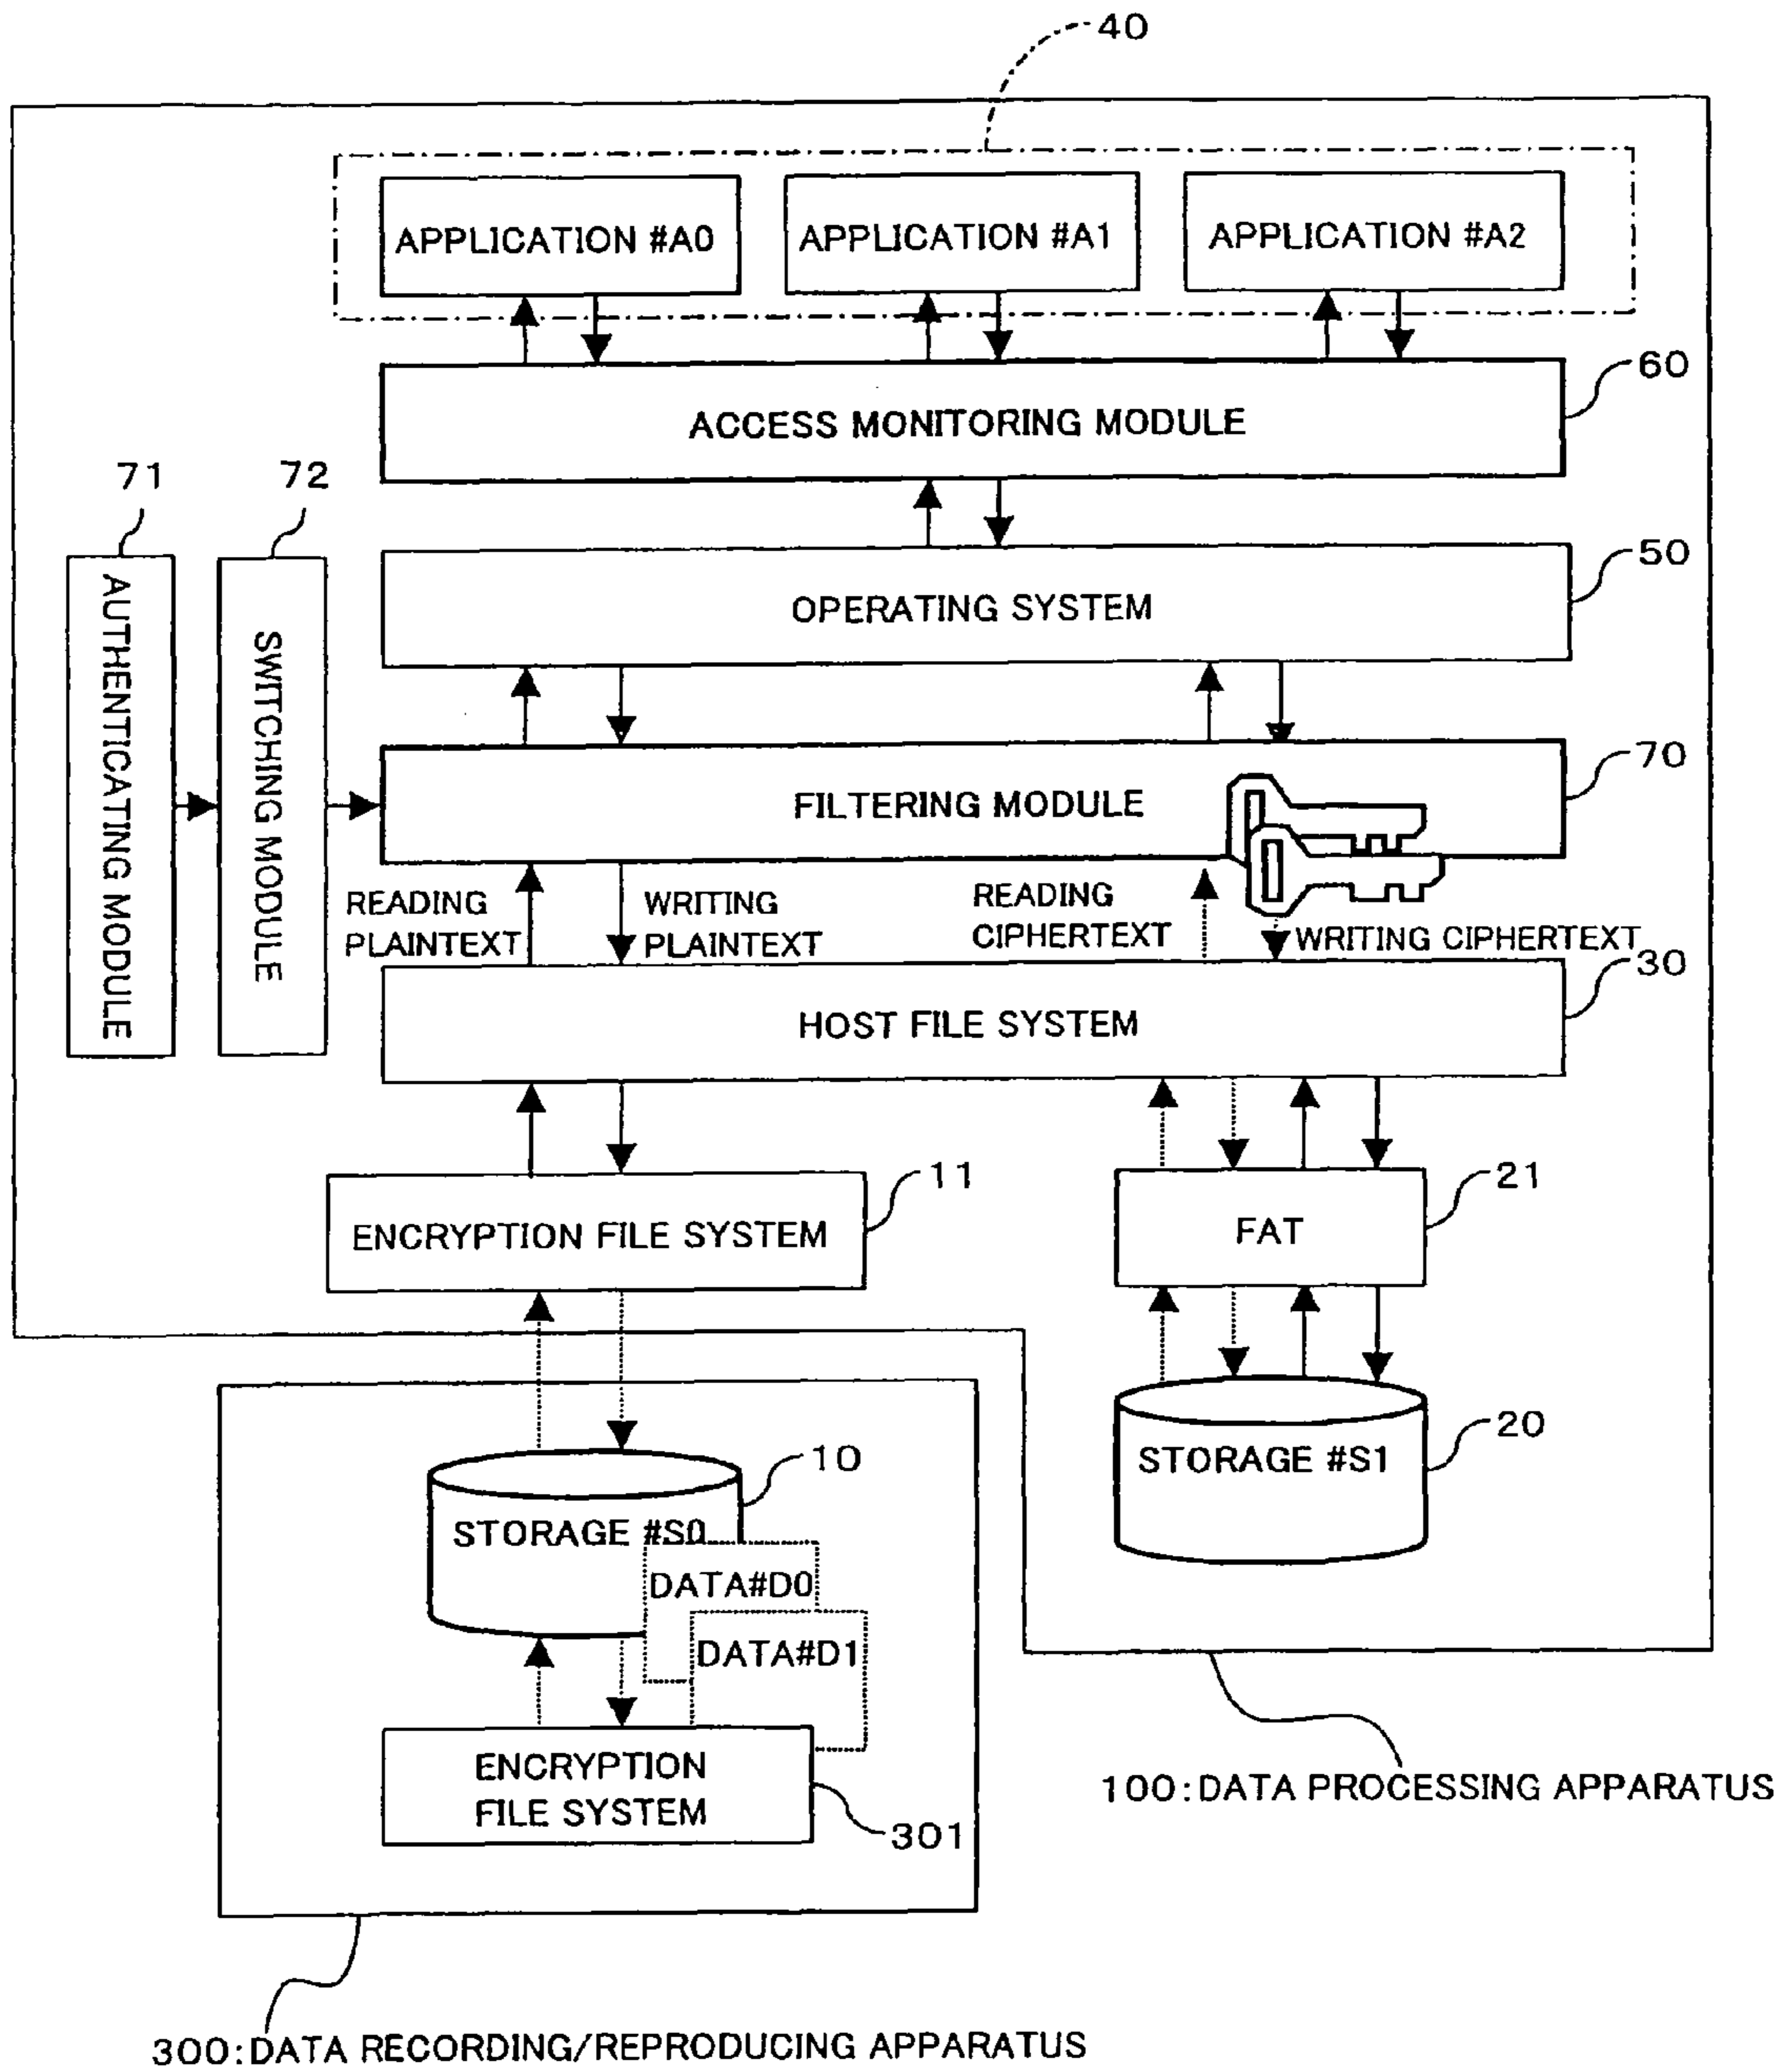 40
APPLICATION #A0
APPLICATION #A1
APPLICATION #A2
60
ACCESS MONITORING MODULE
71
72
50
OPERATING SYSTEM
AUTHENTICATING MODULE
SWITCHING MODULE
70
FILTERING MODULE
READING
PLAINTEXT
WRITING
PLAINTEXT
READING
CIPHERTEXT
WRITING CIPHERTEXT
30
HOST FILE SYSTEM
11
ENCRYPTION FILE SYSTEM
21
FAT
10
STORAGE #S0
20
STORAGE #S1
DATA#D0
DATA#D1
ENCRYPTION
FILE SYSTEM
301
100:DATA PROCESSING APPARATUS
300:DATA RECORDING/REPRODUCING APPARATUS